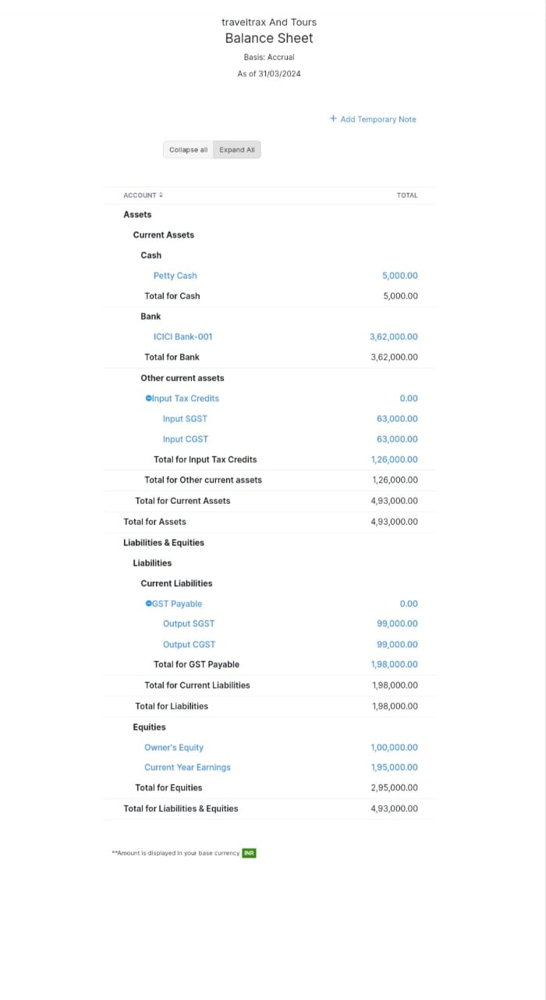 traveitrax And Tours
Balance Sheet
Basis: Accrual
As of 31/03/2024
+ Add Temporary Note
Collapse all Expand All
ACCOUNT TOTAL
Assets
Current Assets
Cash
Petty Cash 5,000.00
Total for Cash 5,000.00
Bank
ICICI Bank-001 3,62,000.00
Total for Bank 3,62,000.00
Other current assets
Input Tax Credits 0.00
Input SGST 63,000.00
Input CGST 63,000.00
Total for Input Tax Credits 1,26,000.00
Total for Other current assets 1,26,000.00
Total for Current Assets 4,93,000.00
Total for Assets 4,93,000.00
Liabilities & Equities
Liabilities
Current Liabilities
GST Payable 0.00
Output SGST 99,000.00
Output CGST 99,000.00
Total for GST Payable 1,98,000.00
Total for Current Liabilities 1,98,000.00
Total for Liabilities 1,98,000.00
Equities
Owner's Equity 1,00,000.00
Current Year Earnings 1,95,000.00
Total for Equities 2,95,000.00
Total for Liabilities & Equities 4,93,000.00
**Amount is displayed in your base currency INR